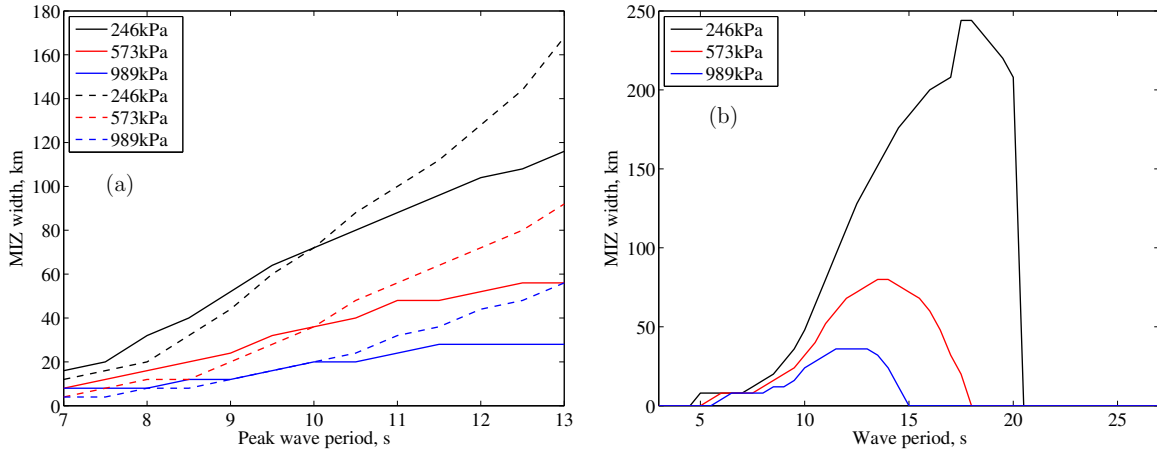 180
160
140
120
100
80
60
40
20
0
MIZ width, km
246kPa
573kPa
989kPa
246kPa
573kPa
989kPa
(a)
7 8 9 10 11 12 13
Peak wave period, s
250
200
150
100
50
0
MIZ width, km
246kPa
573kPa
989kPa
(b)
5 10 15 20 25
Wave period, s